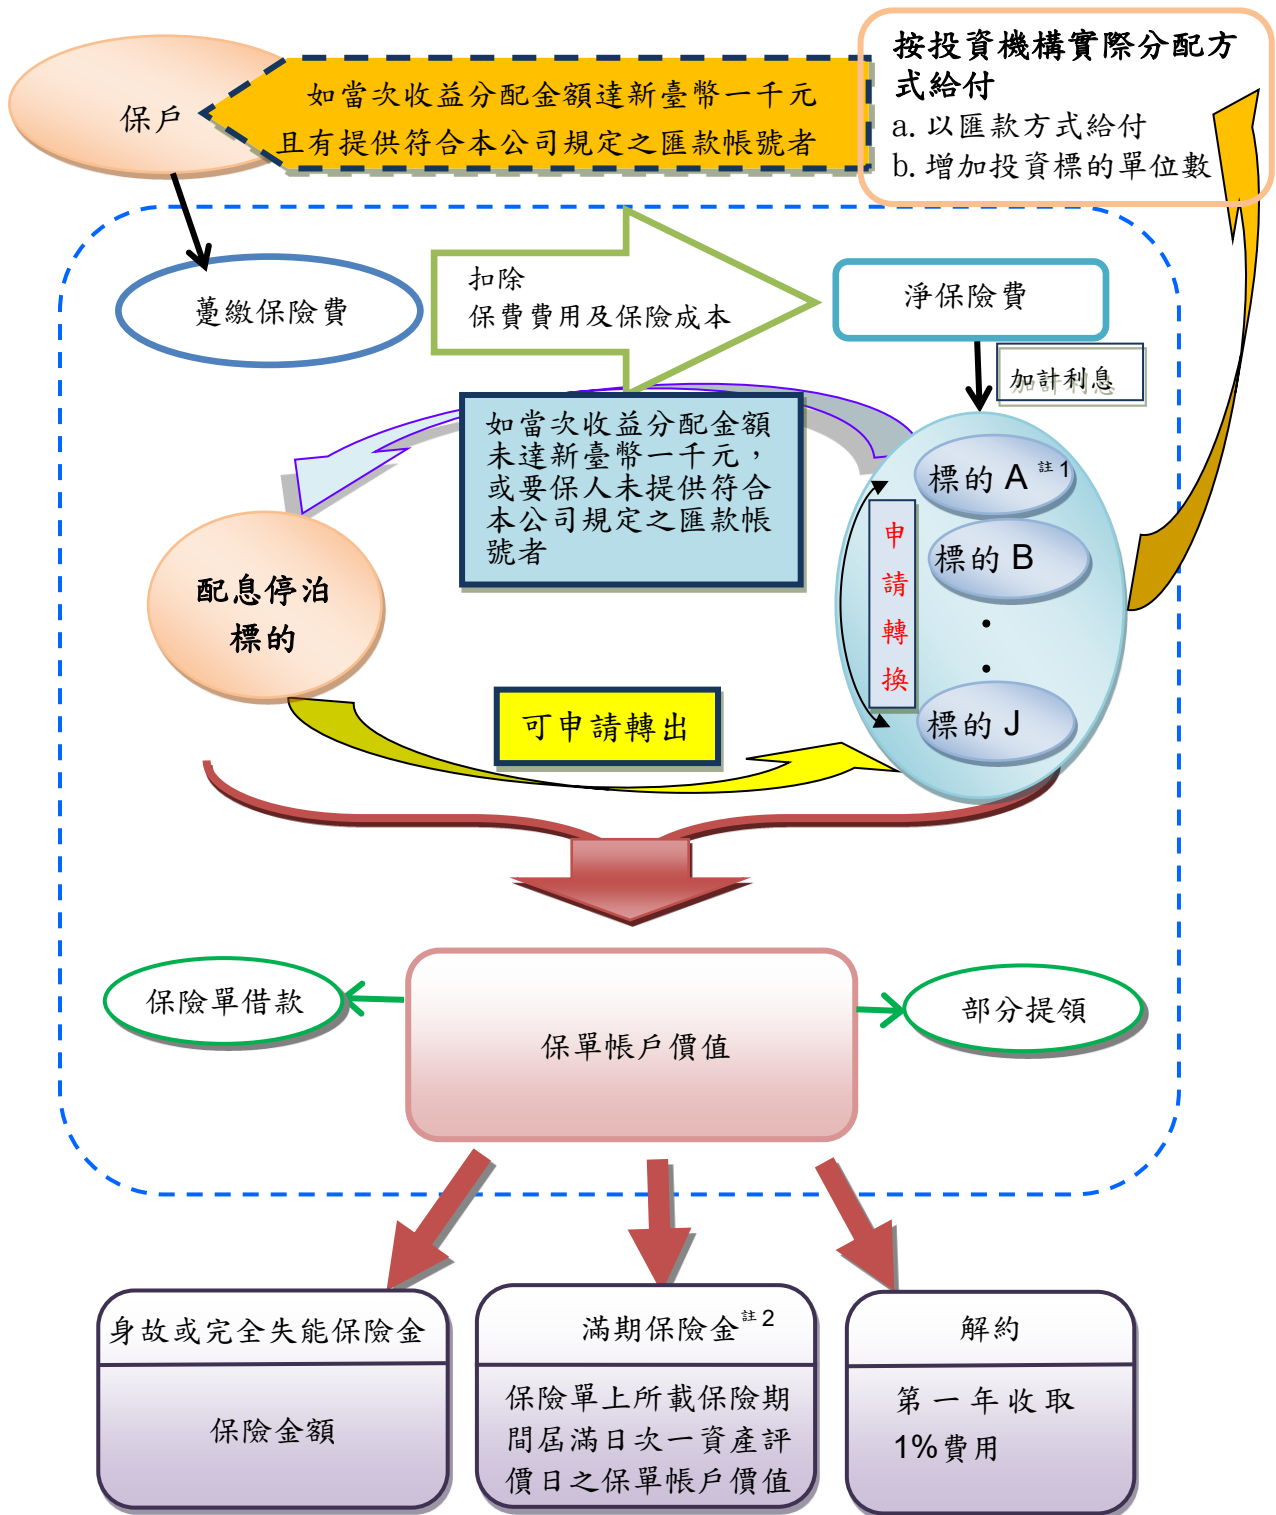 保戶
如當次收益分配金額達新臺幣一千元
且有提供符合本公司規定之匯款帳號者
按投資機構實際分配方
式給付
a. 以匯款方式給付
b. 增加投資標的單位數
躉繳保險費
扣除
保費費用及保險成本
淨保險費
加計利息
如當次收益分配金額
未達新臺幣一千元，
或要保人未提供符合
本公司規定之匯款帳
號者
標的 A 註 1
標的 B
．
．
標的 J
申
請
轉
換
配息停泊
標的
可申請轉出
保險單借款
保單帳戶價值
部分提領
身故或完全失能保險金
保險金額
滿期保險金 註 2
保險單上所載保險期
間屆滿日次一資產評
價日之保單帳戶價值
解約
第一年收取
1%費用